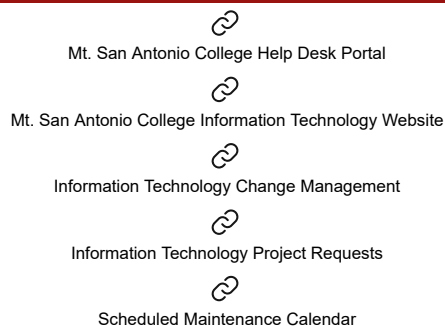 Mt. San Antonio College Help Desk Portal
Mt. San Antonio College Information Technology Website
Information Technology Change Management
Information Technology Project Requests
Scheduled Maintenance Calendar